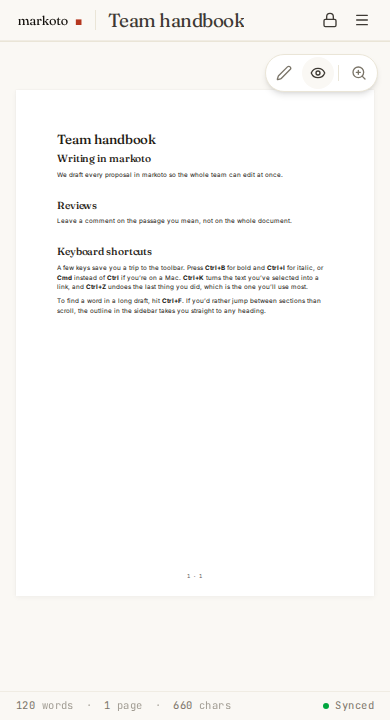 markoto
Team handbook
Team handbook
Writing in markoto
We draft every proposal in markoto so the whole team can edit at once.
Reviews
Leave a comment on the passage you mean, not on the whole document.
Keyboard shortcuts
A few keys save you a trip to the toolbar. Press Ctrl+B for bold and Ctrl+I for italic, or
Cmd instead of Ctrl if you're on a Mac. Ctrl+K turns the text you've selected into a
link, and Ctrl+Z undoes the last thing you did, which is the one you'll use most.
To find a word in a long draft, hit Ctrl+F. If you'd rather jump between sections than
scroll, the outline in the sidebar takes you straight to any heading.
1 - 1
120 words · 1 page · 660 chars
Synced